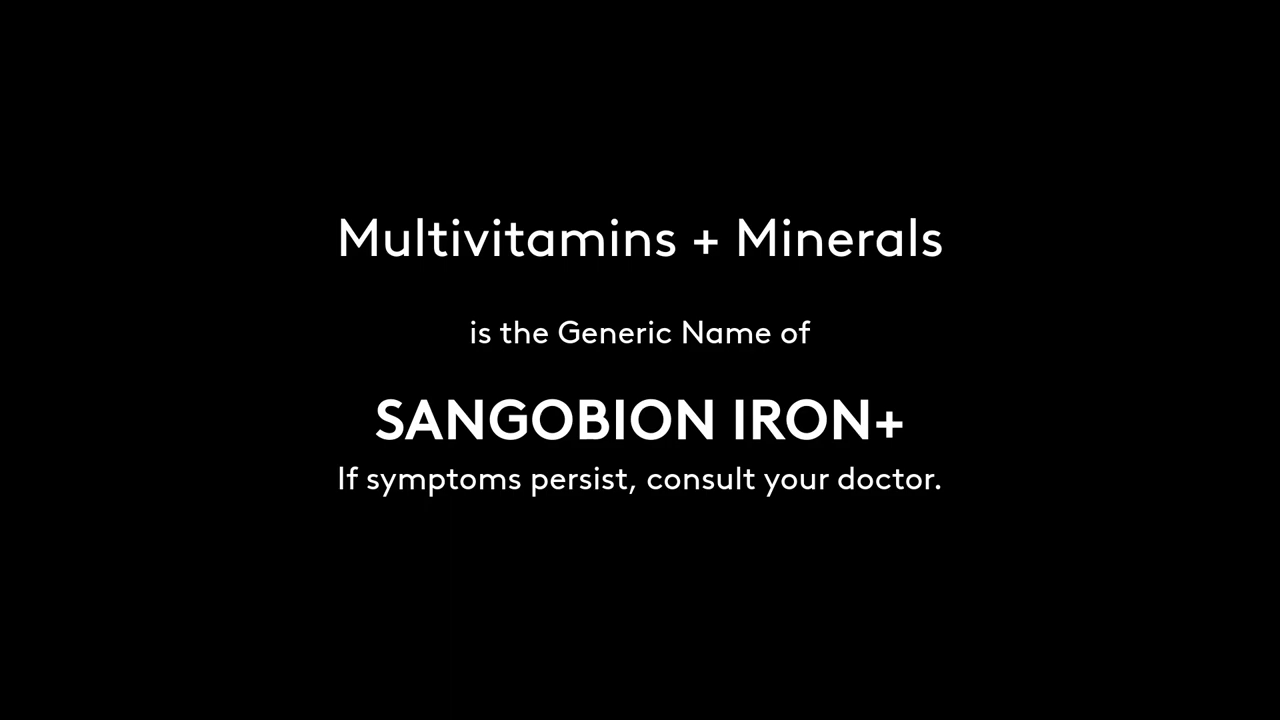 Multivitamins + Minerals
is the Generic Name of
SANGOBION IRON+
If symptoms persist, consult your doctor.